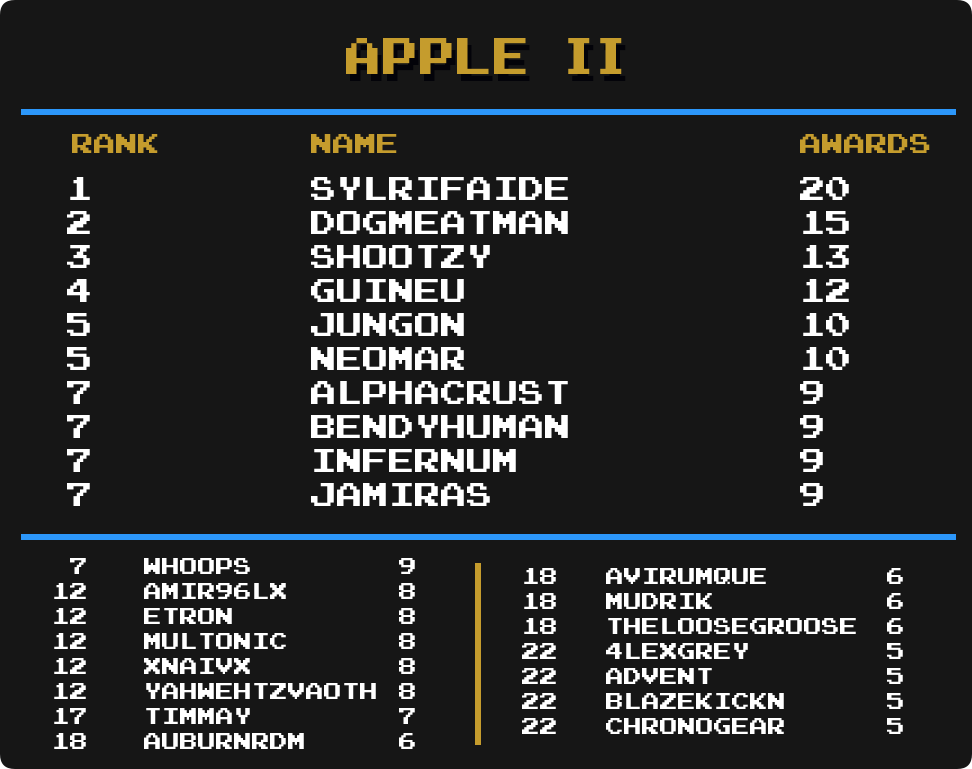 APPLE II
RANK NAME AWARDS
1 SYLRIFAIDE 20
2 DOGMEATMAN 15
3 SHOOTZY 13
4 GUINEU 12
5 JUNGON 10
5 NEOMAR 10
7 ALPHACRUST 9
7 BENDYHUMAN 9
7 INFERNUM 9
7 JAMIRAS 9
7 WHOOPS 9
12 AMIR96LX 8
12 ETRON 8
12 MULTONIC 8
12 XNAIVX 8
12 YAHWEHTZVAOTH 8
17 TIMMAY 7
18 AUBURNRDM 6
18 AVIRUMQUE 6
18 MUDRIK 6
18 THELOOSEGROOSE 6
22 4LEXGREY 5
22 ADVENT 5
22 BLAZEKICKN 5
22 CHRONOGEAR 5